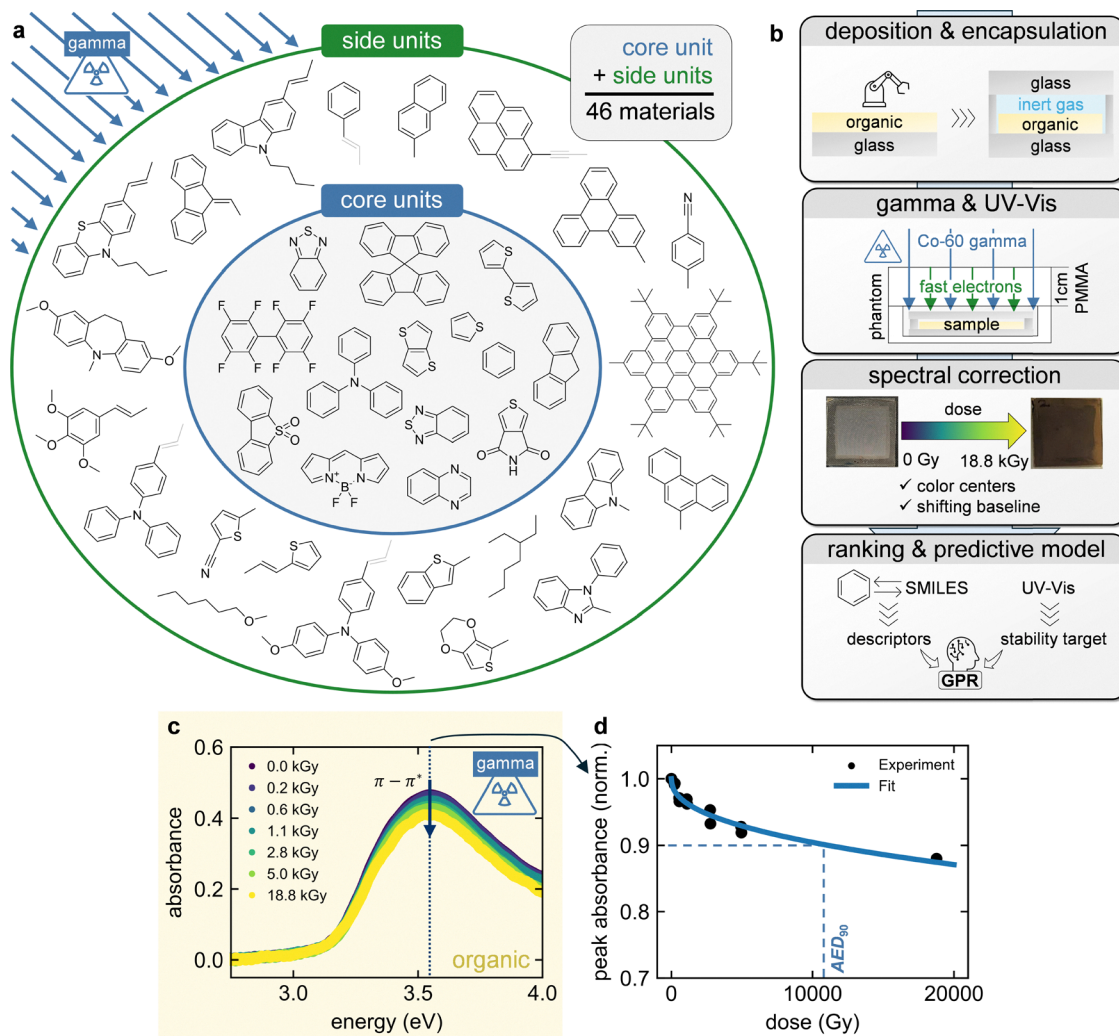 a
gamma
side units
core unit
+ side units
46 materials
core units
N
S
N
S
S
N
S
N
N
F F
F F
F F
F F
S
S
N
O
N
O
N
S
S
N
N
O
O
S
O
N
H
O
N
N
B
F F
+
-
N
N
N
O
O
O
N
S
N
S
S
N
N
N
O
N
O
O
O
O
S
b
deposition & encapsulation
organic
glass
glass
inert gas
organic
glass
gamma & UV-Vis
Co-60 gamma
fast electrons
sample
phantom
1cm
PMMA
spectral correction
dose
0 Gy
18.8 kGy
✓ color centers
✓ shifting baseline
ranking & predictive model
SMILES
UV-Vis
descriptors
stability target
GPR
c
gamma
π − π*
0.0 kGy
0.2 kGy
0.6 kGy
1.1 kGy
2.8 kGy
5.0 kGy
18.8 kGy
organic
absorbance
0.6
0.4
0.2
0.0
3.0
3.5
4.0
energy (eV)
d
Experiment
Fit
AED90
peak absorbance (norm.)
1.0
0.9
0.8
0.7
0
10000
20000
dose (Gy)